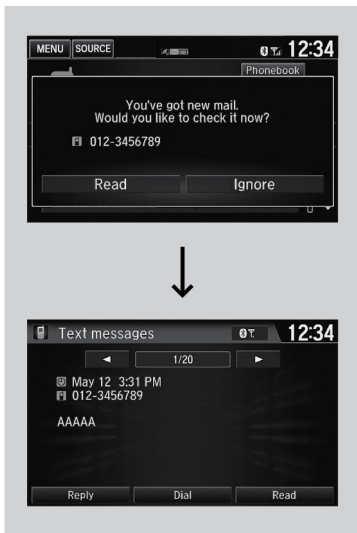 MENU SOURCE 12:34
Phonebook
You've got new mail.
Would you like to check it now?
012-3456789
Read Ignore
Text messages 12:34
◄ 1/20 ►
May 12 3:31 PM
012-3456789
AAAAA
Reply Dial Read